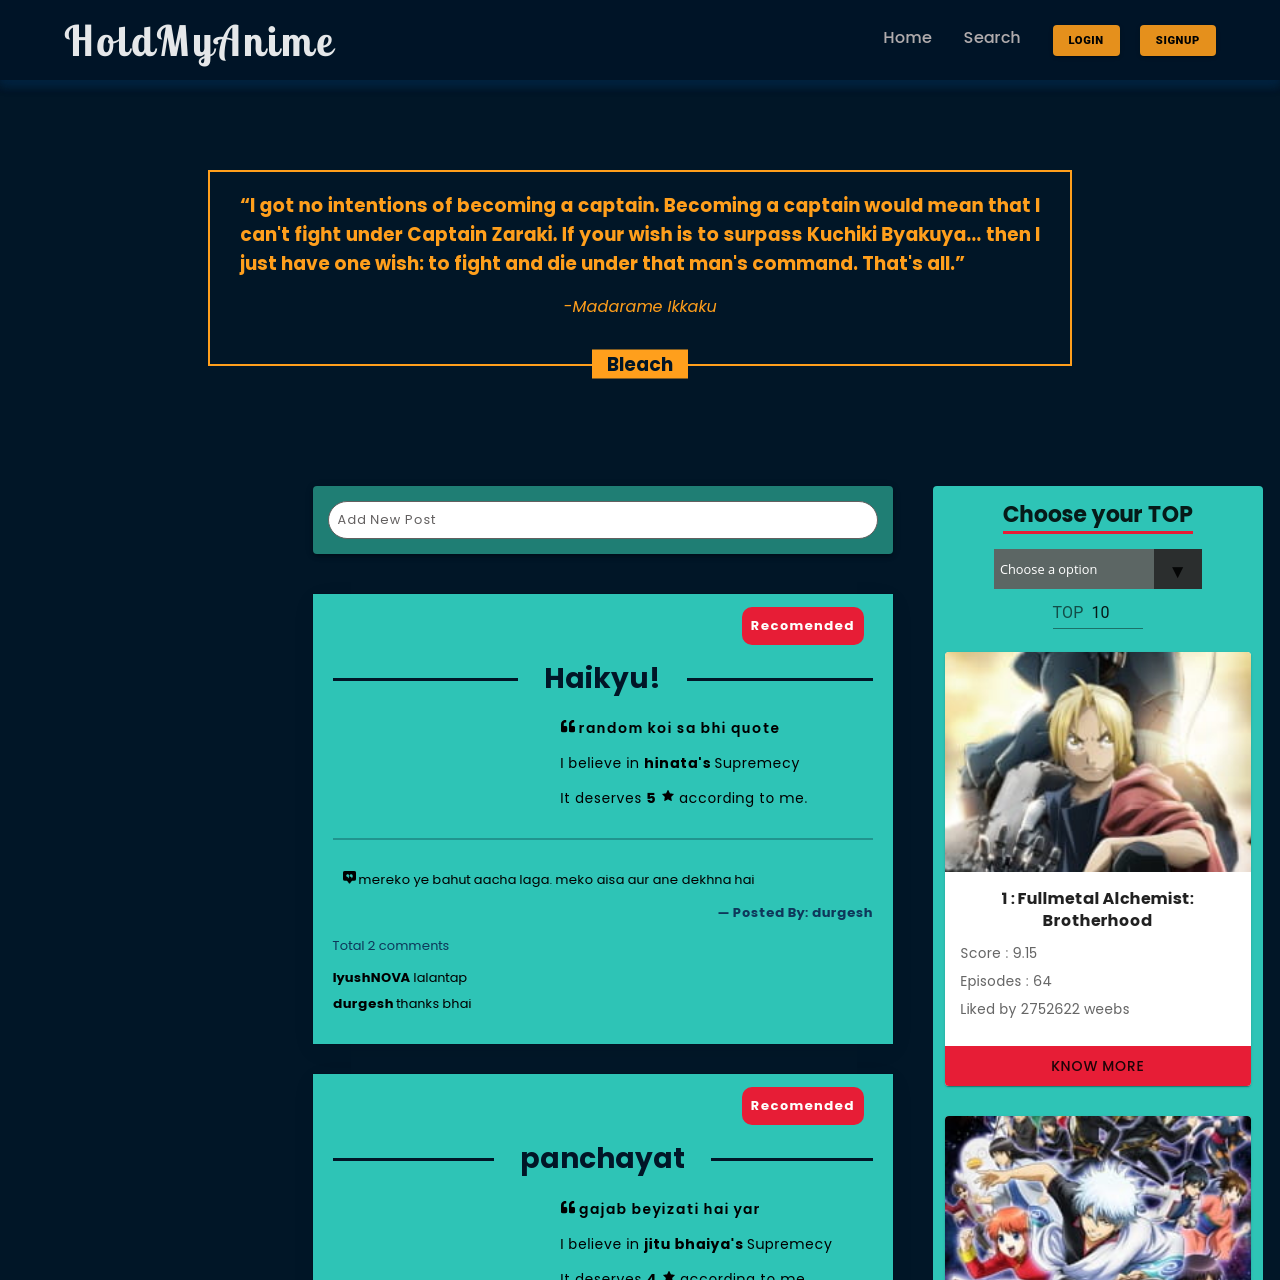 HoldMyAnime
Home
Search
LOGIN
SIGNUP
“I got no intentions of becoming a captain. Becoming a captain would mean that I
can't fight under Captain Zaraki. If your wish is to surpass Kuchiki Byakuya... then I
just have one wish: to fight and die under that man's command. That's all.”
-Madarame Ikkaku
Bleach
Add New Post
Recomended
Haikyu!
random koi sa bhi quote
I believe in hinata's Supremecy
It deserves 5 ★ according to me.
mereko ye bahut aacha laga. meko aisa aur ane dekhna hai
— Posted By: durgesh
Total 2 comments
IyushNOVA lalantap
durgesh thanks bhai
Recomended
panchayat
gajab beyizati hai yar
I believe in jitu bhaiya's Supremecy
It deserves 4 ★ according to me.
Choose your TOP
Choose a option
▼
TOP 10
1 : Fullmetal Alchemist:
Brotherhood
Score : 9.15
Episodes : 64
Liked by 2752622 weebs
KNOW MORE